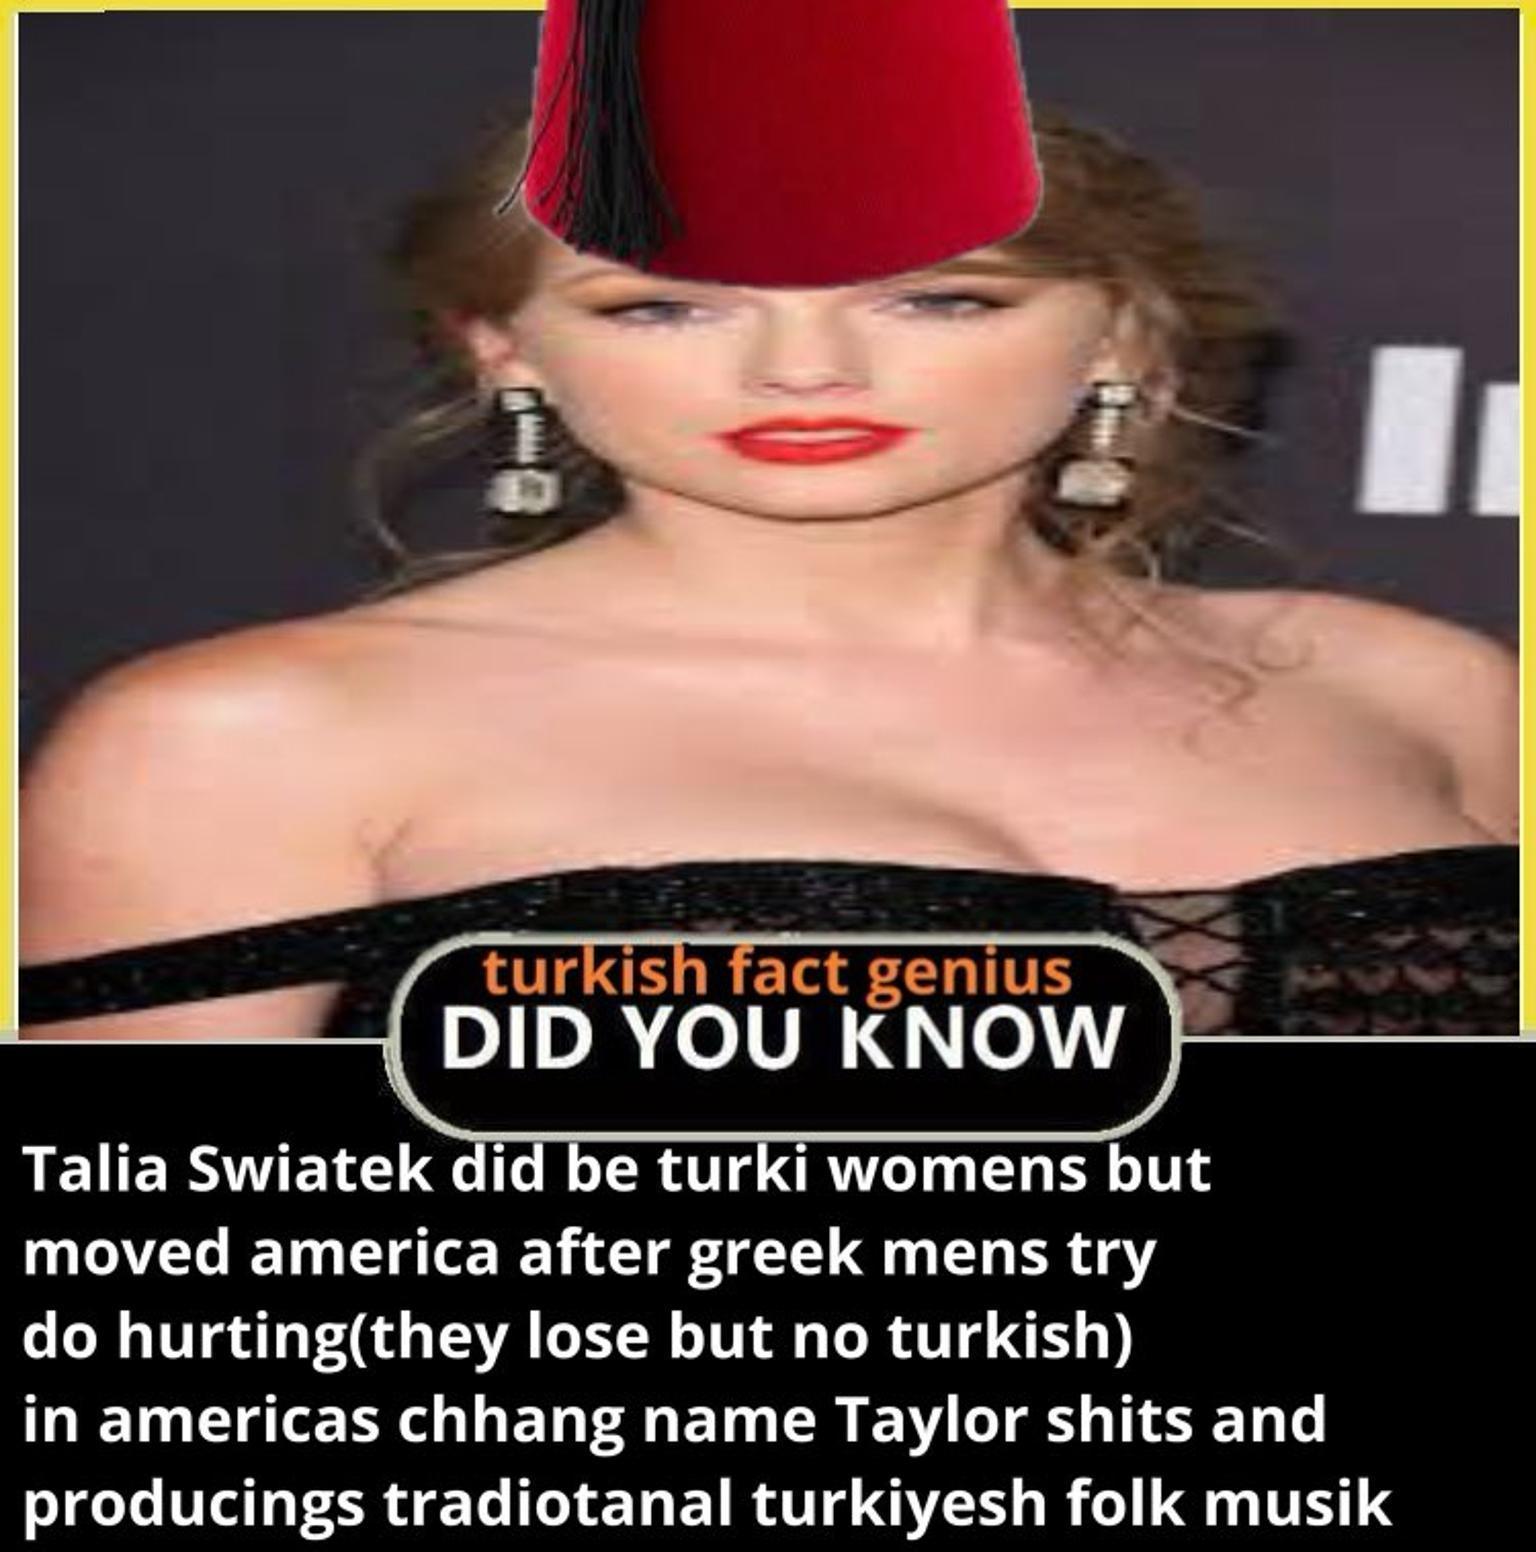 In
turkish fact genius
DID YOU KNOW
Talia Swiatek did be turki womens but
moved america after greek mens try
do hurting(they lose but no turkish)
in americas chhang name Taylor shits and
producings tradiotanal turkiyesh folk musik